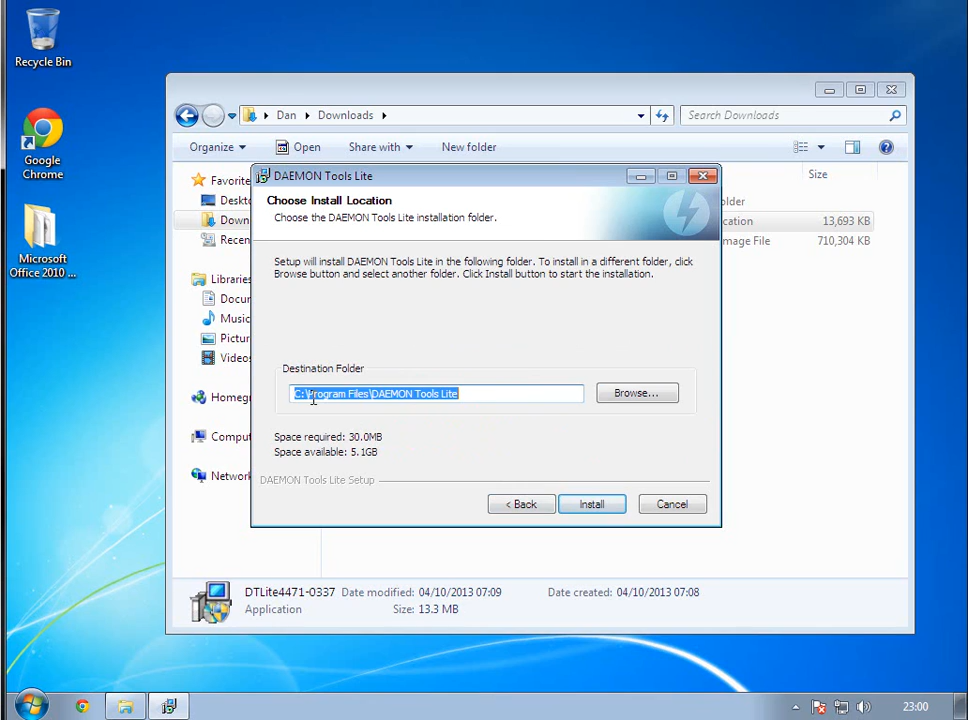 Recycle Bin
Google
Chrome
Microsoft
Office 2010 ...
Dan
Downloads
Search Downloads
Organize
Open
Share with
New folder
Favorite
Deskto
Down
Recen
Libraries
Docur
Music
Pictur
Videos
Homegr
Compu
Network
Size
lder
cation
13,693 KB
mage File
710,304 KB
DAEMON Tools Lite
Choose Install Location
Choose the DAEMON Tools Lite installation folder.
Setup will install DAEMON Tools Lite in the following folder. To install in a different folder, click
Browse button and select another folder. Click Install button to start the installation.
Destination Folder
C:\Program Files\DAEMON Tools Lite
Browse...
Space required: 30.0MB
Space available: 5.1GB
DAEMON Tools Lite Setup
< Back
Install
Cancel
DTLite4471-0337
Date modified: 04/10/2013 07:09
Date created: 04/10/2013 07:08
Application
Size: 13.3 MB
23:00